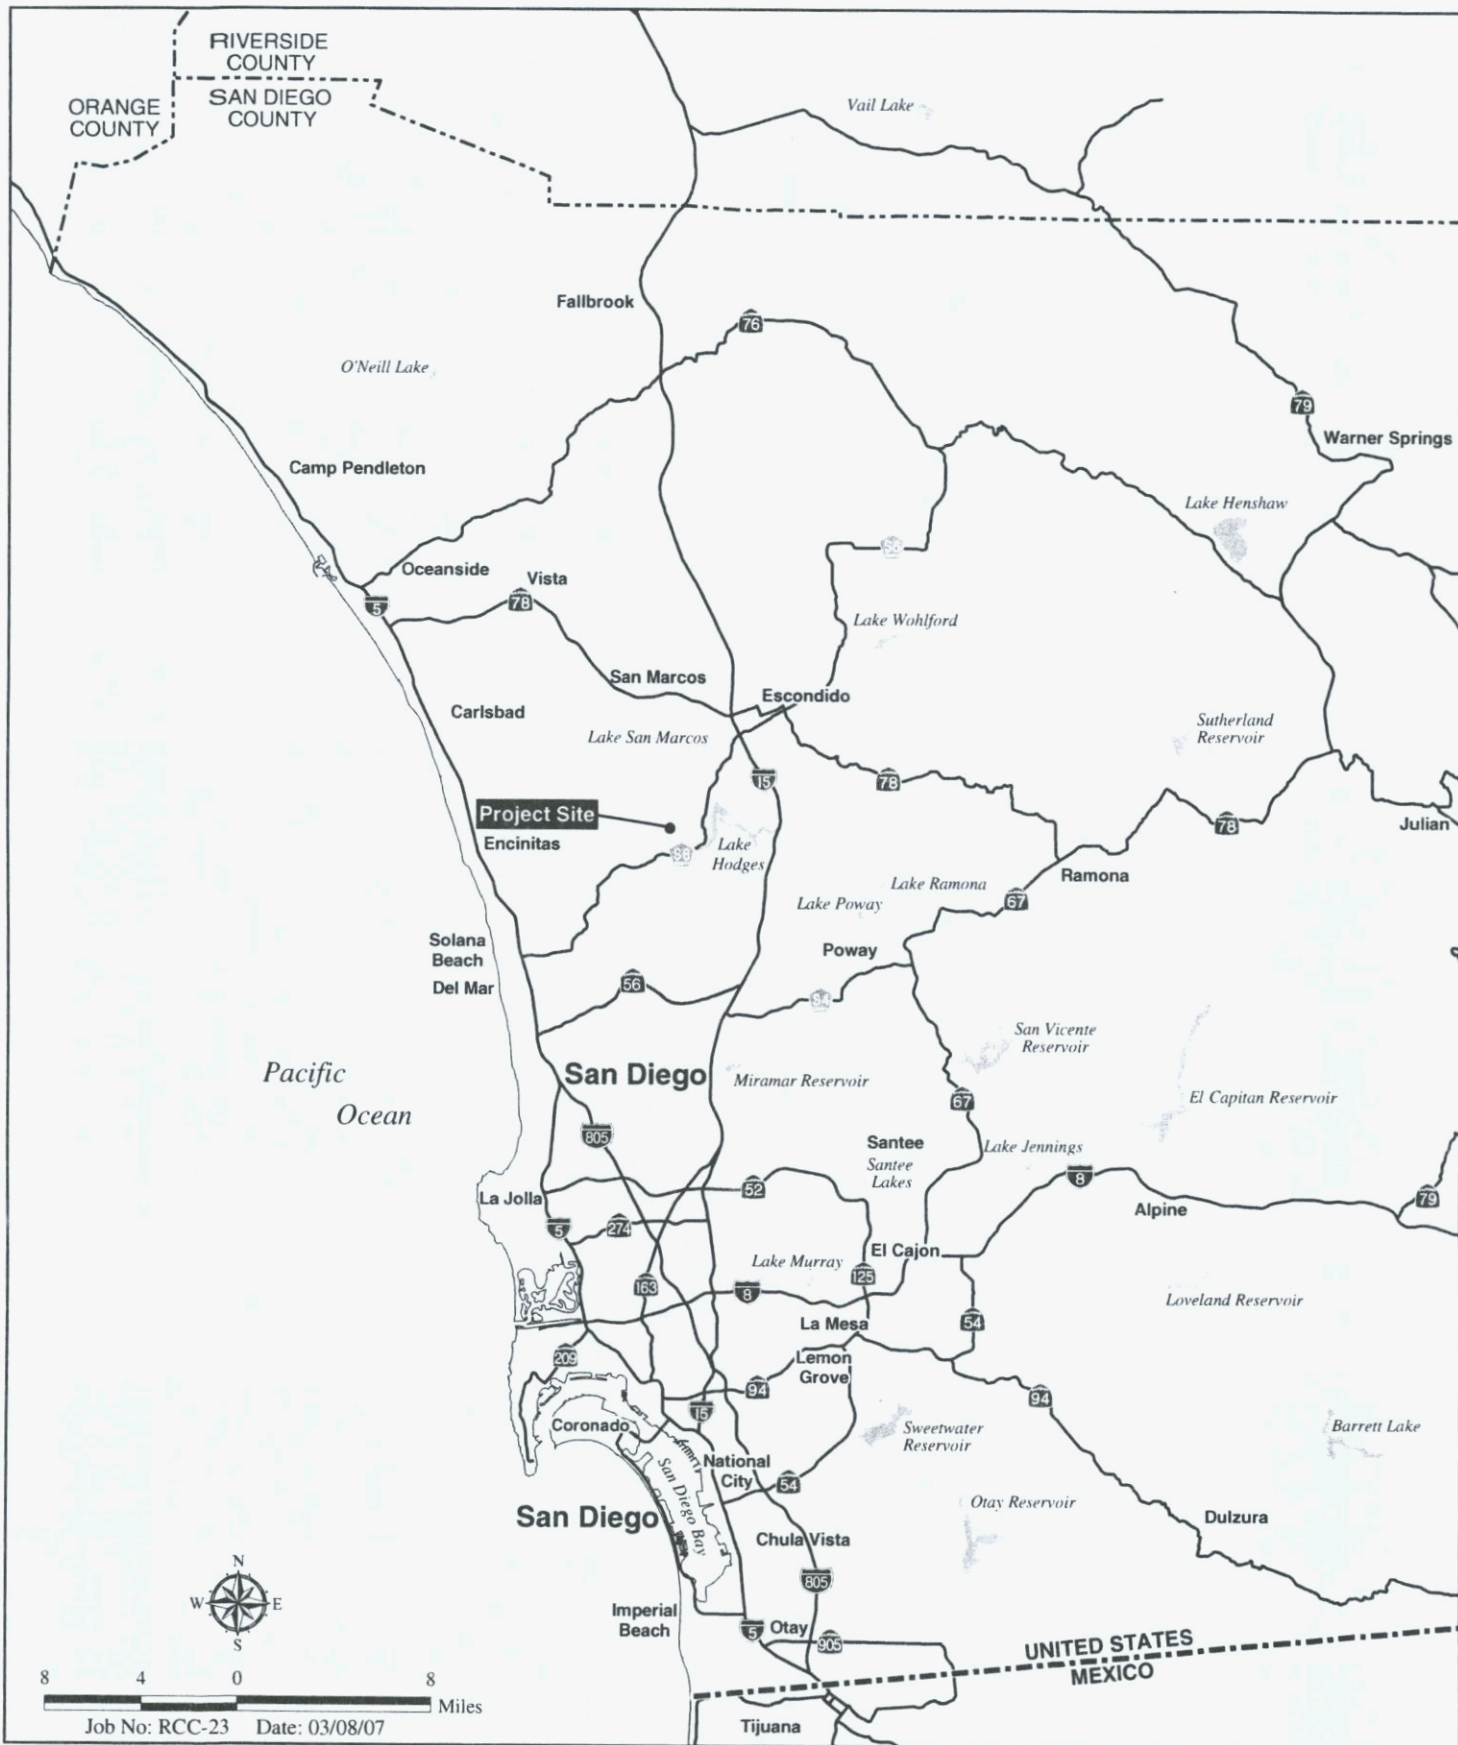 RIVERSIDE
COUNTY
ORANGE
COUNTY
SAN DIEGO
COUNTY
Vail Lake
Fallbrook
76
O'Neill Lake
79
Warner Springs
Camp Pendleton
Lake Henshaw
S6
Oceanside
Vista
78
5
Lake Wohlford
San Marcos
Escondido
Carlsbad
Lake San Marcos
Sutherland
Reservoir
15
78
Project Site
Encinitas
S6
Lake
Hodges
78
Julian
Ramona
Lake Ramona
67
Lake Poway
Poway
Solana
Beach
Del Mar
56
S4
San Vicente
Reservoir
Pacific
Ocean
San Diego
Miramar Reservoir
67
El Capitan Reservoir
805
Santee
Santee
Lakes
Lake Jennings
8
La Jolla
52
Alpine
79
5
274
El Cajon
Lake Murray
125
163
8
Loveland Reservoir
La Mesa
54
209
Lemon
Grove
94
94
15
Coronado
Sweetwater
Reservoir
Barrett Lake
National
City
San Diego Bay
54
Otay Reservoir
San Diego
Dulzura
Chula Vista
805
N
W
E
S
Imperial
Beach
5
Otay
905
UNITED STATES
MEXICO
8
4
0
8
Miles
Job No: RCC-23 Date: 03/08/07
Tijuana